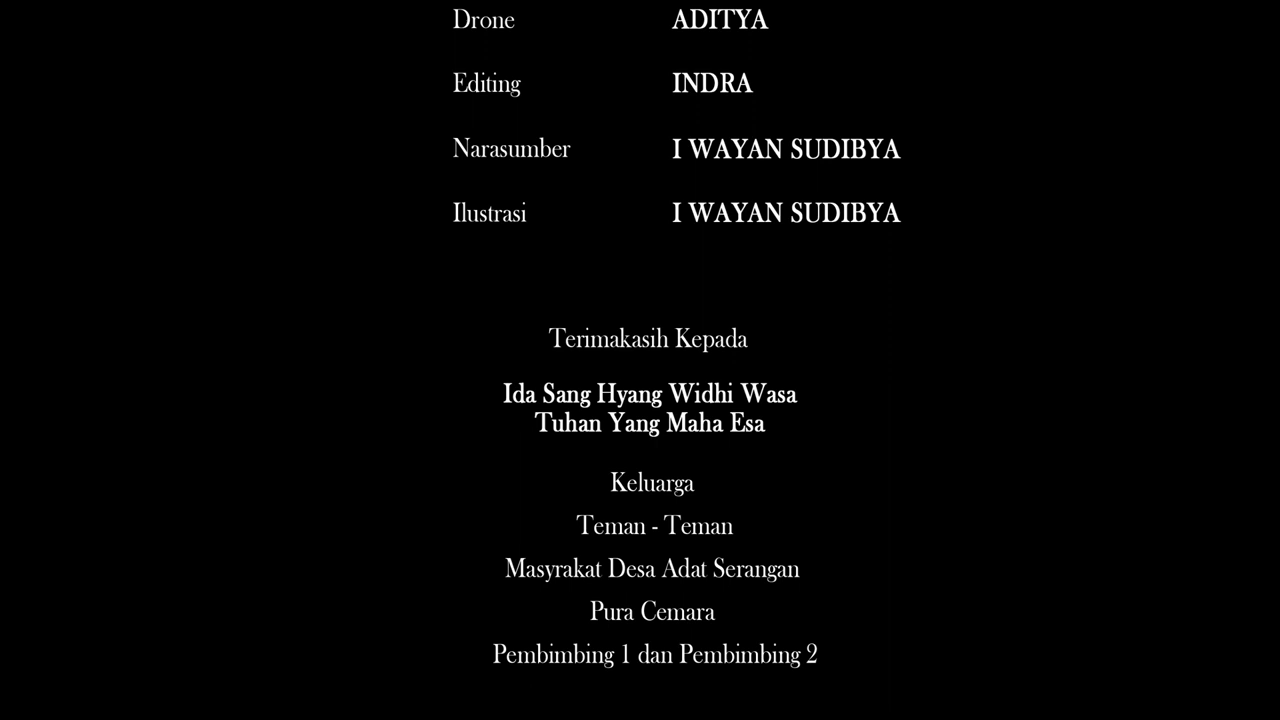 Drone ADITYA
Editing INDRA
Narasumber I WAYAN SUDIBYA
Ilustrasi I WAYAN SUDIBYA
Terimakasih Kepada
Ida Sang Hyang Widhi Wasa
Tuhan Yang Maha Esa
Keluarga
Teman - Teman
Masyrakat Desa Adat Serangan
Pura Cemara
Pembimbing 1 dan Pembimbing 2